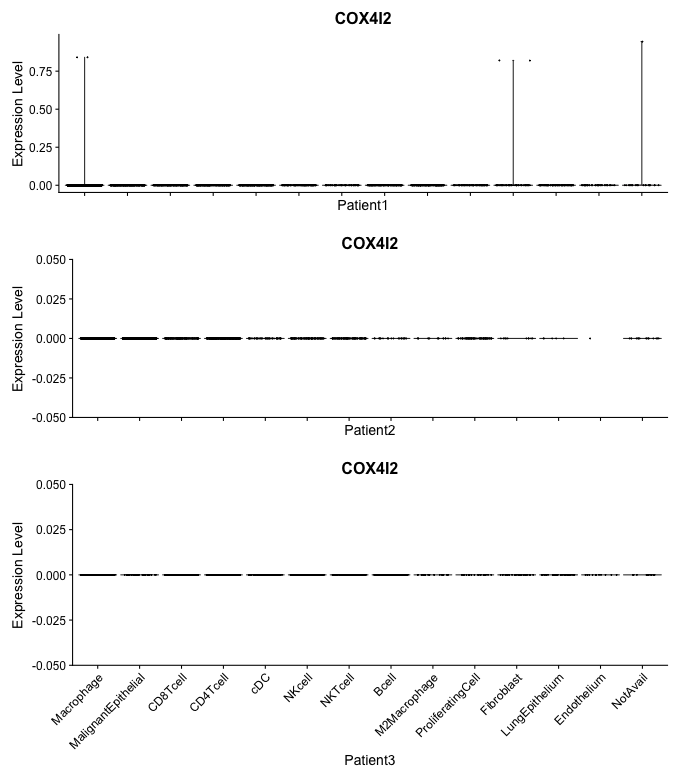 COX4I2
Expression Level
0.75
0.50
0.25
0.00
Patient1
COX4I2
Expression Level
0.050
0.025
0.000
-0.025
-0.050
Patient2
COX4I2
Expression Level
0.050
0.025
0.000
-0.025
-0.050
Macrophage
MalignantEpithelial
CD8Tcell
CD4Tcell
cDC
NKcell
NKTcell
Bcell
M2Macrophage
ProliferatingCell
Fibroblast
LungEpithelium
Endothelium
NotAvail
Patient3